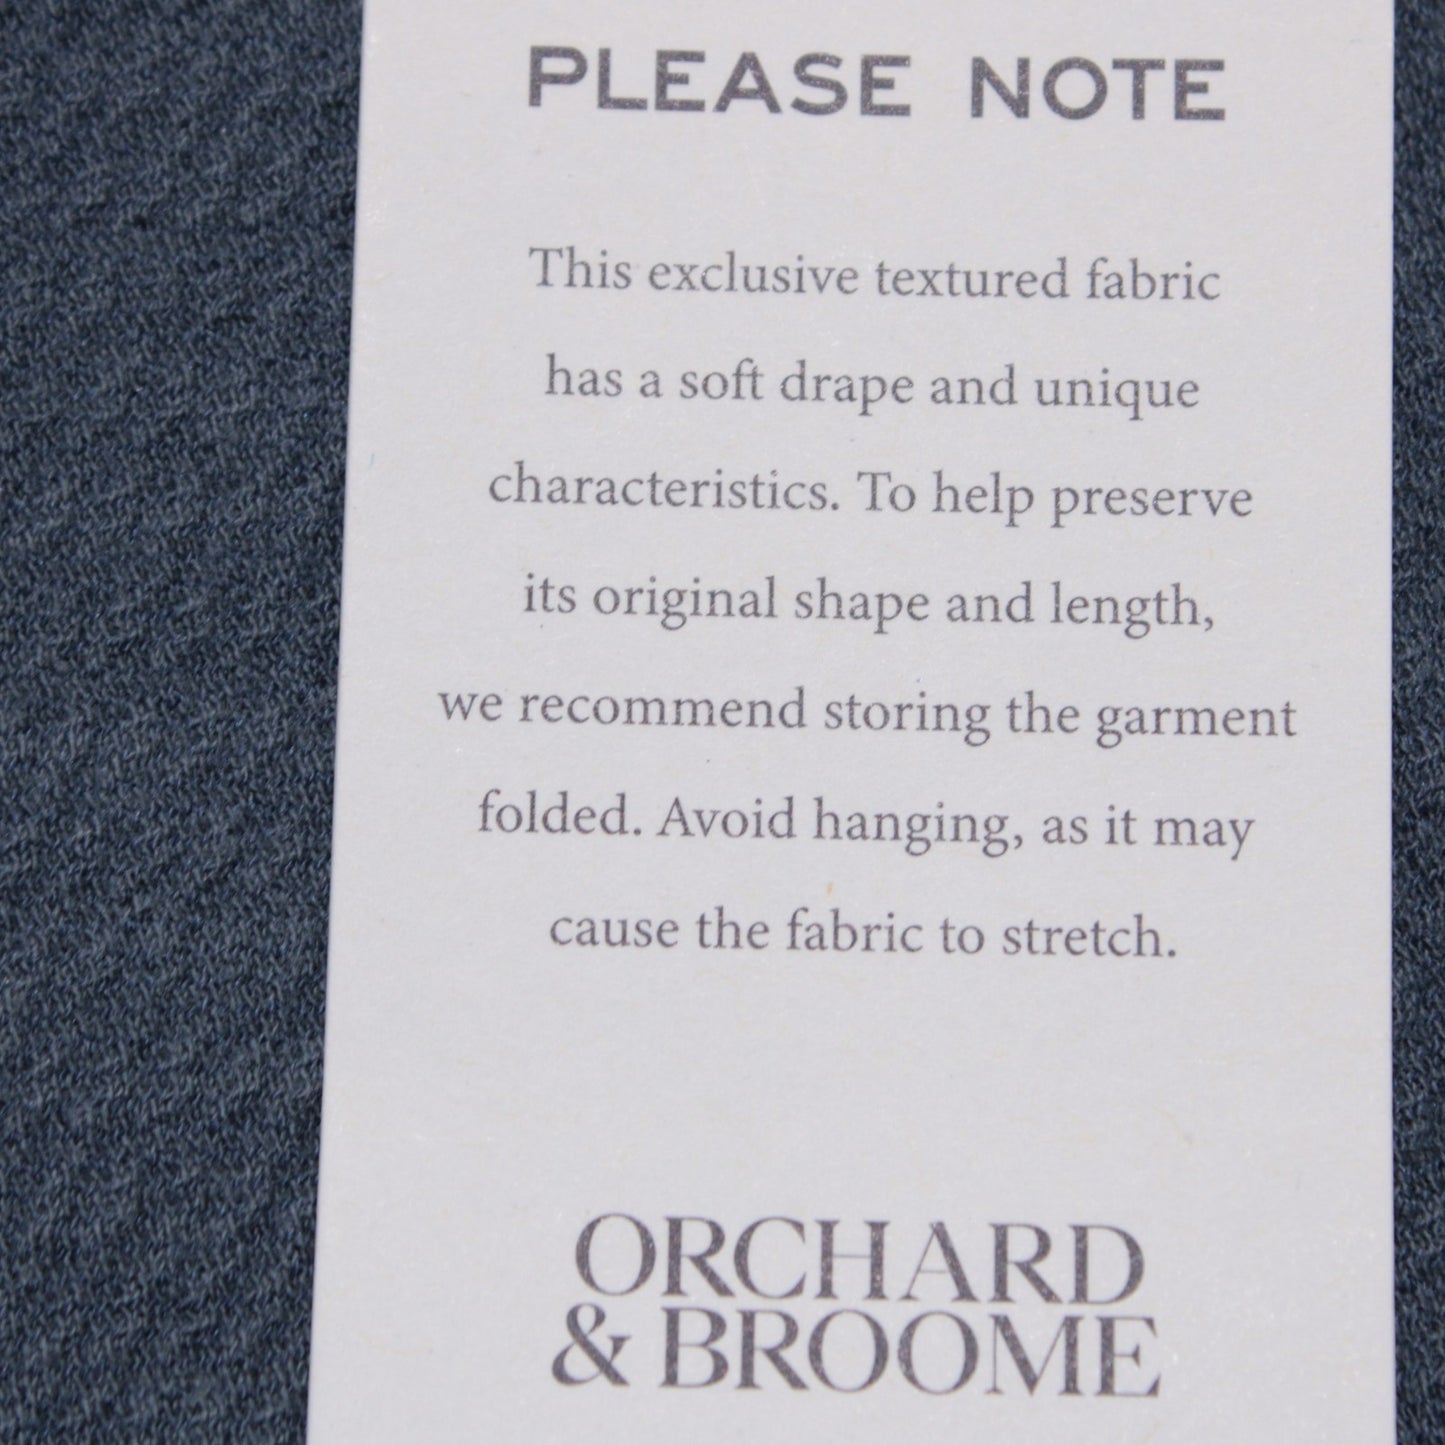 PLEASE NOTE
This exclusive textured fabric
has a soft drape and unique
characteristics. To help preserve
its original shape and length,
we recommend storing the garment
folded. Avoid hanging, as it may
cause the fabric to stretch.
ORCHARD
& BROOME